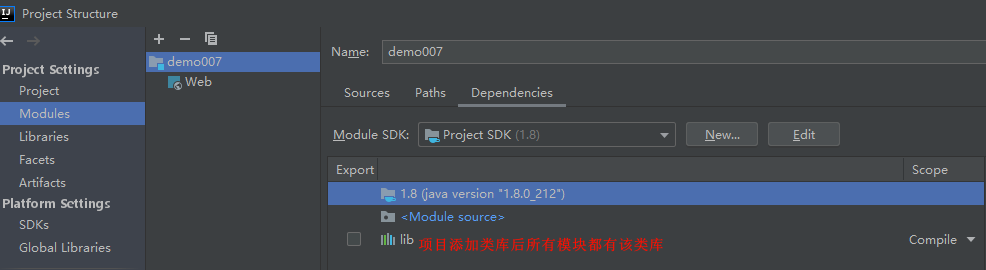 Project Structure
Project Settings
Project
Modules
Libraries
Facets
Artifacts
Platform Settings
SDKs
Global Libraries
demo007
Web
Name: demo007
Sources Paths Dependencies
Module SDK: Project SDK (1.8) New... Edit
Export Scope
1.8 (java version "1.8.0_212")
<Module source>
lib 项目添加类库后所有模块都有该类库 Compile